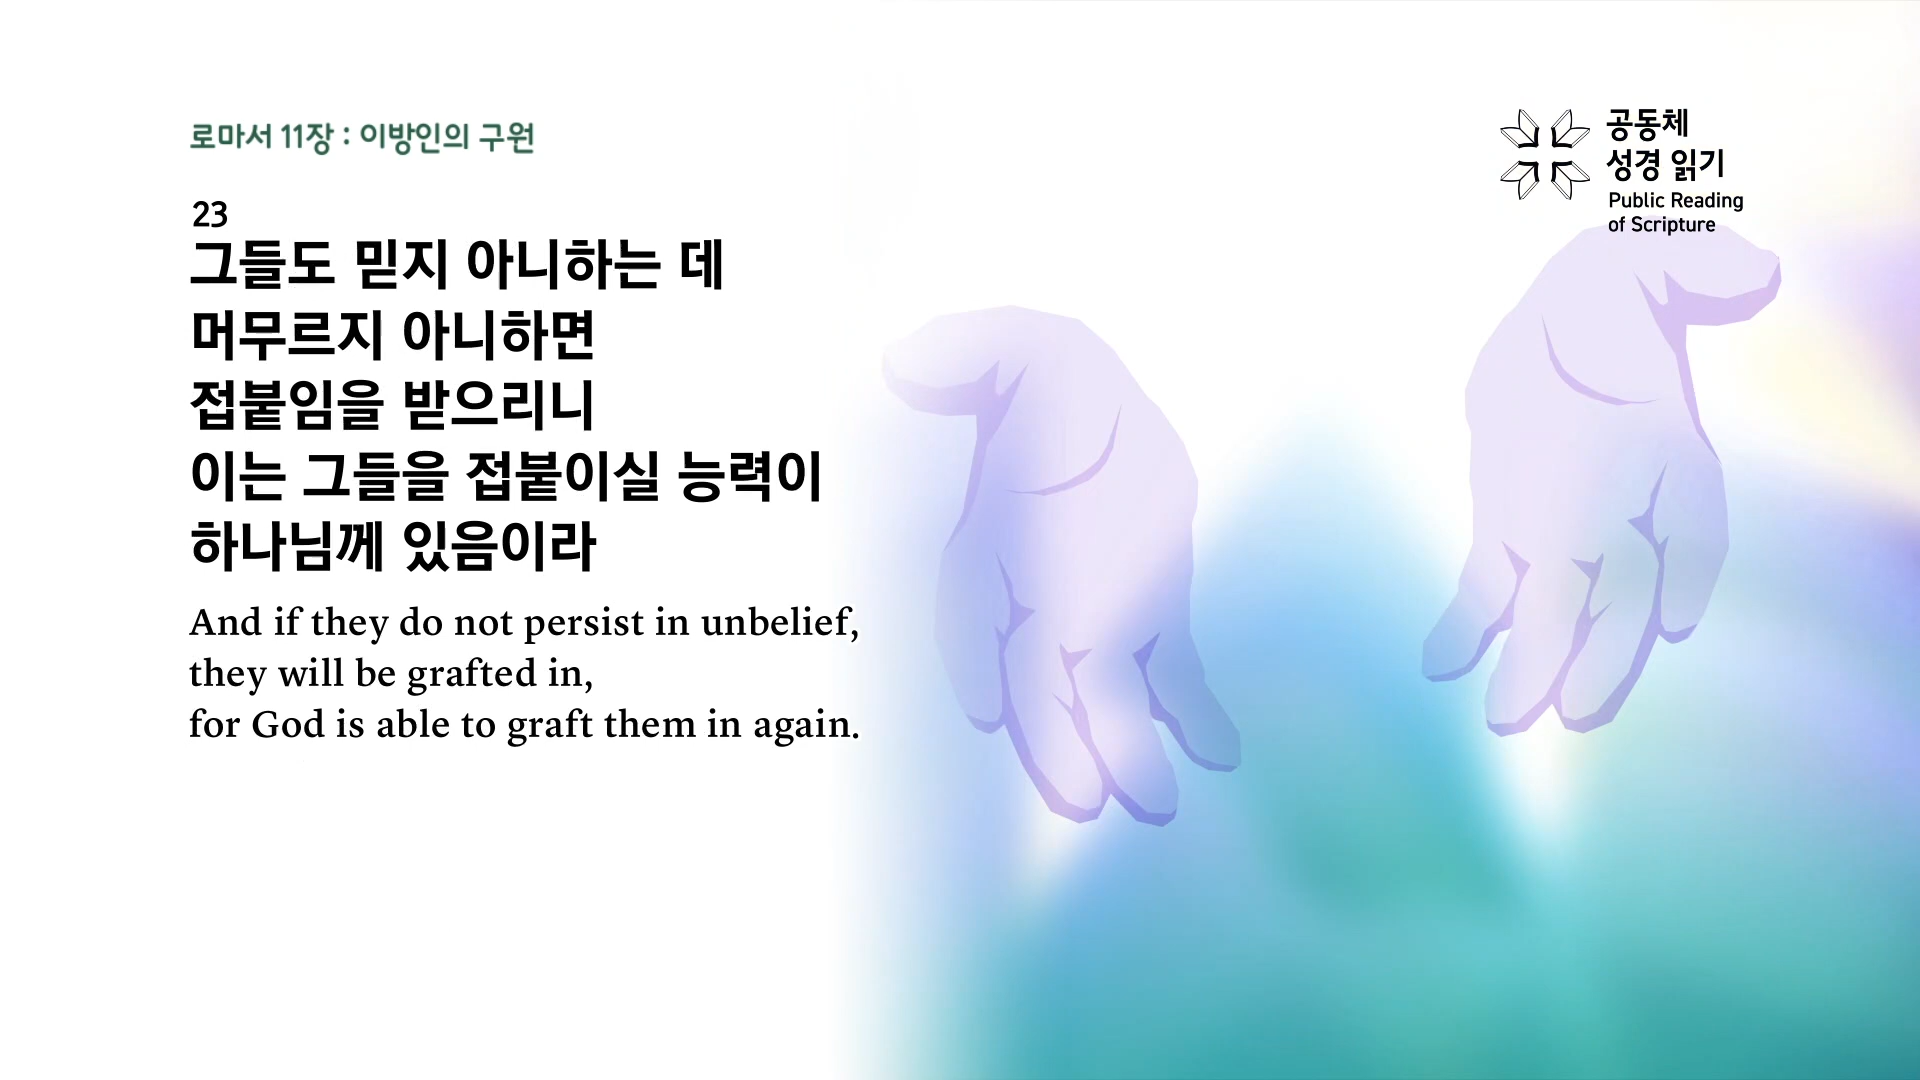 로마서 11장 : 이방인의 구원
공동체
성경 읽기
Public Reading
of Scripture
23
그들도 믿지 아니하는 데
머무르지 아니하면
접붙임을 받으리니
이는 그들을 접붙이실 능력이
하나님께 있음이라
And if they do not persist in unbelief,
they will be grafted in,
for God is able to graft them in again.